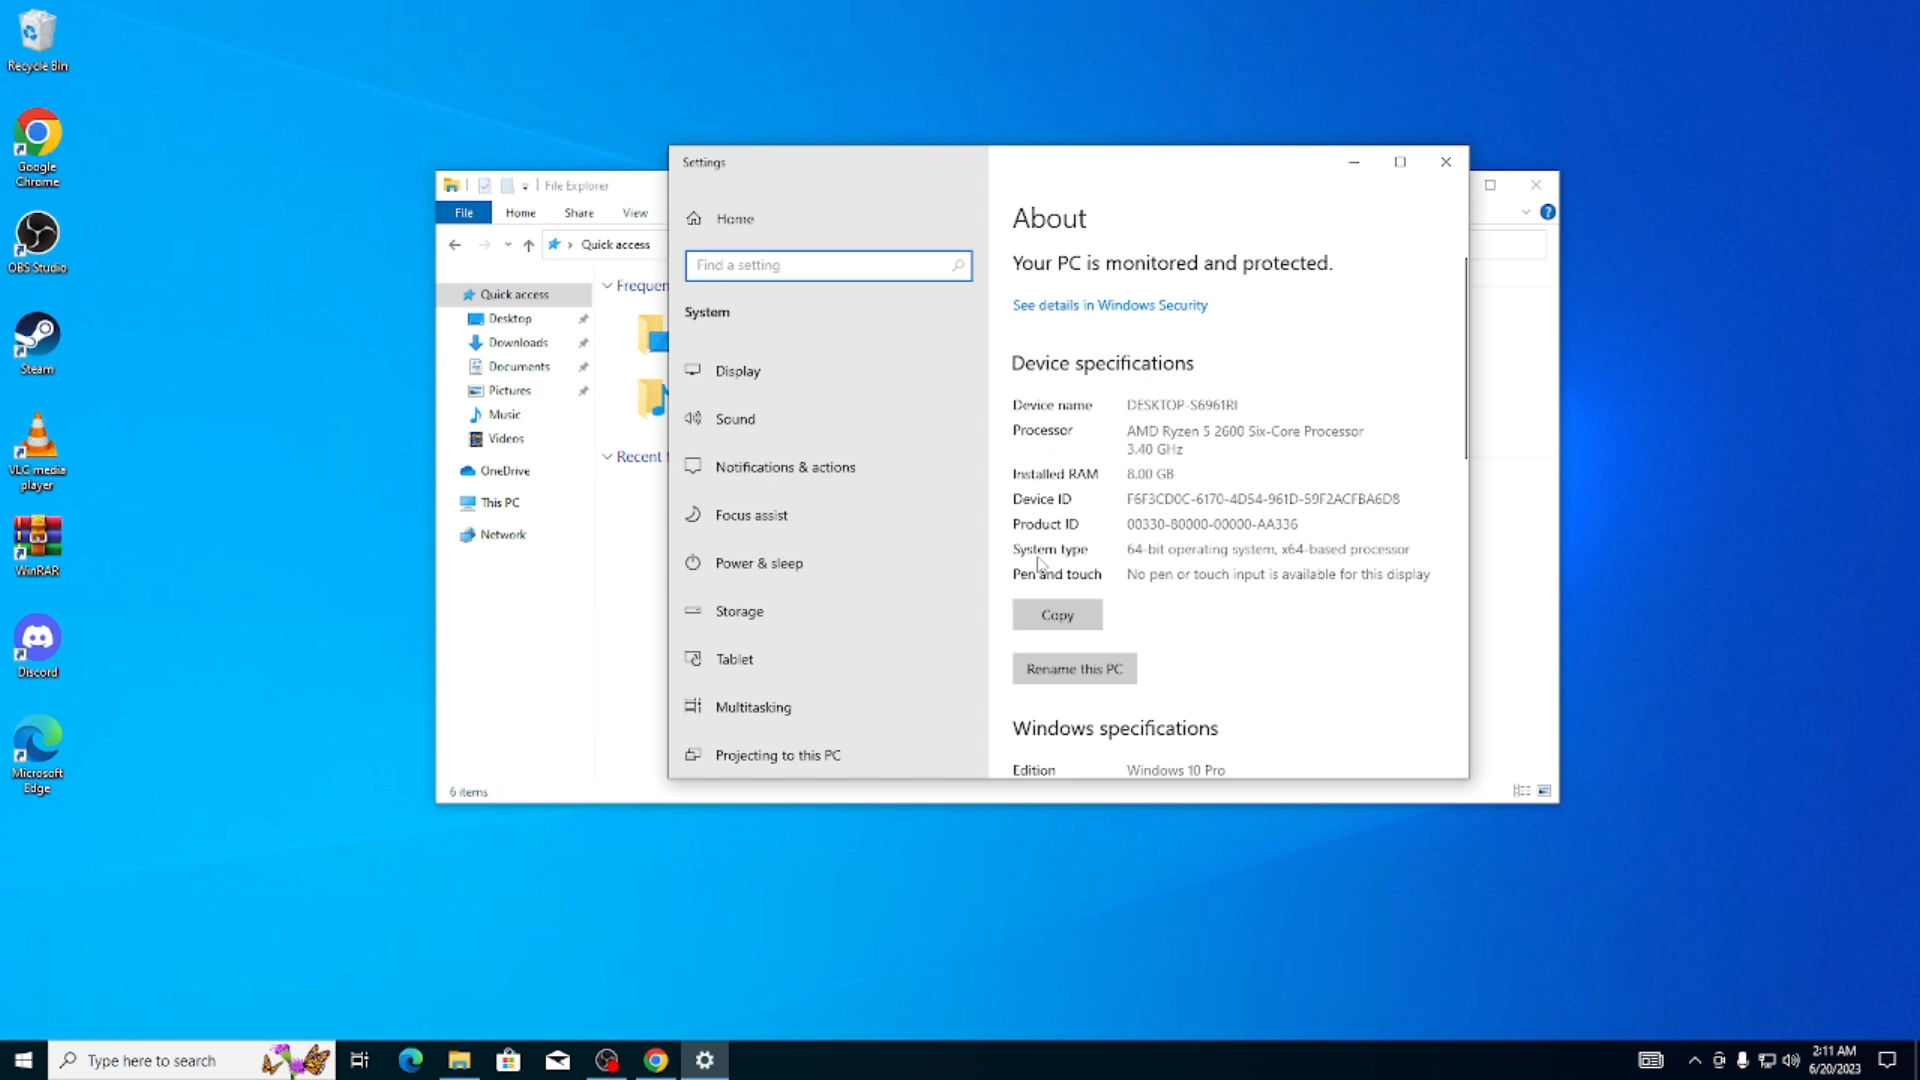 Recycle Bin
Google
Chrome
OBS Studio
Steam
VLC media
player
WinRAR
Discord
Microsoft
Edge
File Explorer
File
Home
Share
View
Quick access
Quick access
Desktop
Downloads
Documents
Pictures
Music
Videos
OneDrive
This PC
Network
Frequen
Recent
6 items
Settings
Home
Find a setting
System
Display
Sound
Notifications & actions
Focus assist
Power & sleep
Storage
Tablet
Multitasking
Projecting to this PC
About
Your PC is monitored and protected.
See details in Windows Security
Device specifications
Device name DESKTOP-S6961RI
Processor AMD Ryzen 5 2600 Six-Core Processor
3.40 GHz
Installed RAM 8.00 GB
Device ID F6F3CD0C-6170-4D54-961D-59F2ACFBA6D8
Product ID 00330-80000-00000-AA336
System type 64-bit operating system, x64-based processor
Pen and touch No pen or touch input is available for this display
Copy
Rename this PC
Windows specifications
Edition Windows 10 Pro
Type here to search
2:11 AM
6/20/2023